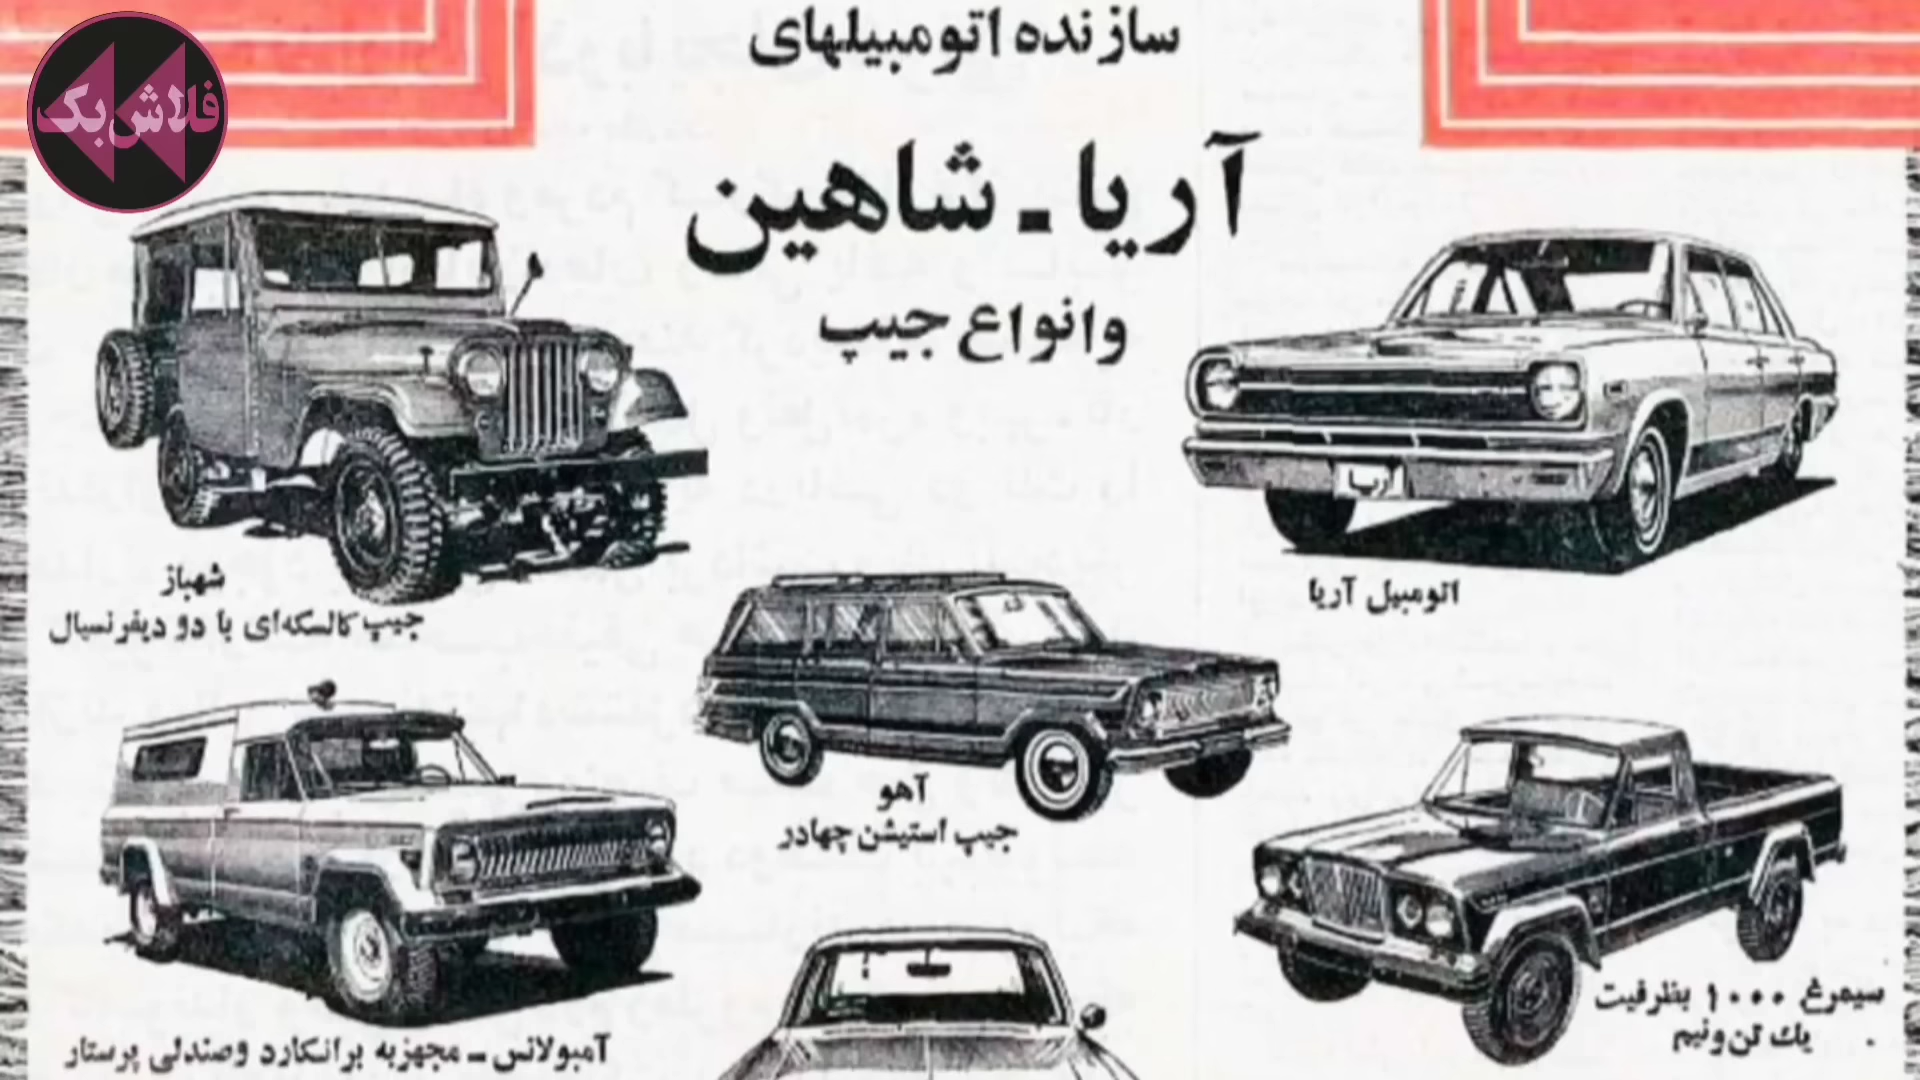 فلاش بک
سازنده اتومبیلهای
آریا ـ شاهین
وانواع جیپ
شهباز
جیپ کالسکه‌ای با دو دیفرنسیال
آریا
اتومبیل آریا
آهو
جیپ استیشن چهادر
آمبولانس ـ مجهزبه برانکارد وصندلی پرستار
سیمرغ ۱۰۰۰ بظرفیت
یك تن ونیم